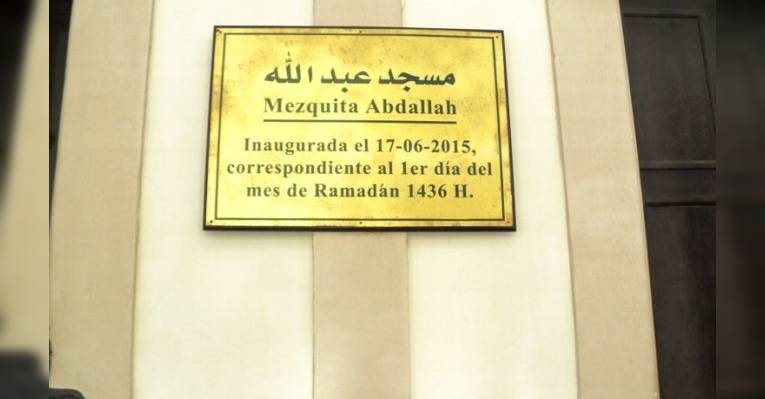 مسجد عبد الله
Mezquita Abdallah
Inaugurada el 17-06-2015,
correspondiente al 1er día del
mes de Ramadán 1436 H.